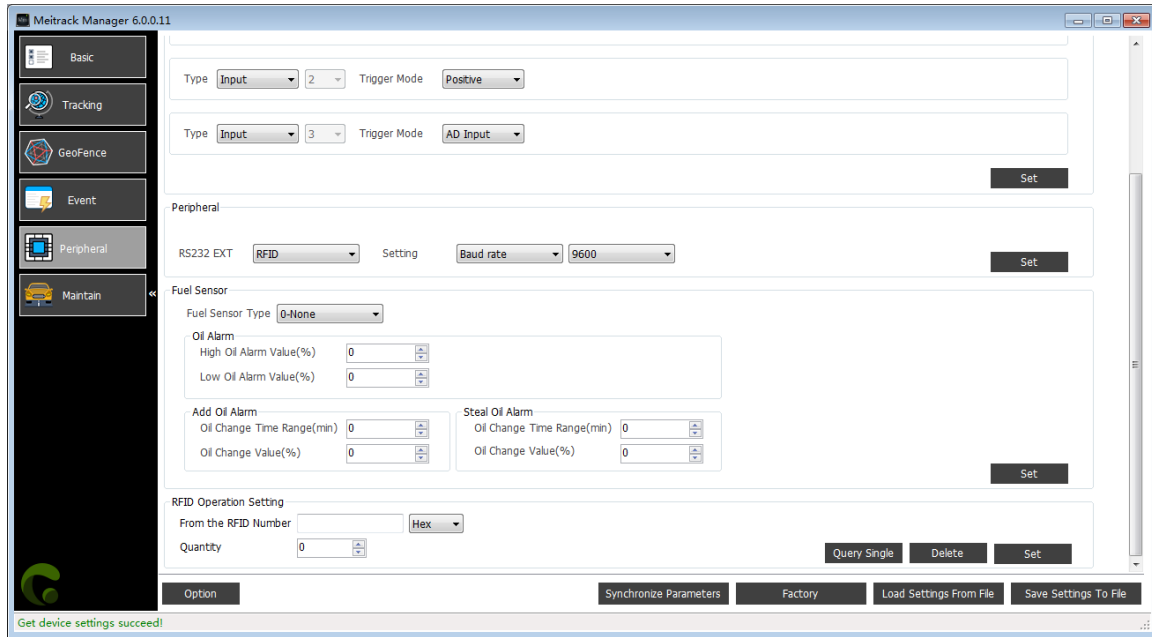 Meitrack Manager 6.0.0.11
Basic
Tracking
GeoFence
Event
Peripheral
Maintain
«
Type Input 2 Trigger Mode Positive
Type Input 3 Trigger Mode AD Input
Set
Peripheral
RS232 EXT RFID Setting Baud rate 9600
Set
Fuel Sensor
Fuel Sensor Type 0-None
Oil Alarm
High Oil Alarm Value(%) 0
Low Oil Alarm Value(%) 0
Add Oil Alarm
Oil Change Time Range(min) 0
Oil Change Value(%) 0
Steal Oil Alarm
Oil Change Time Range(min) 0
Oil Change Value(%) 0
Set
RFID Operation Setting
From the RFID Number Hex
Quantity 0
Query Single Delete Set
Option Synchronize Parameters Factory Load Settings From File Save Settings To File
Get device settings succeed!